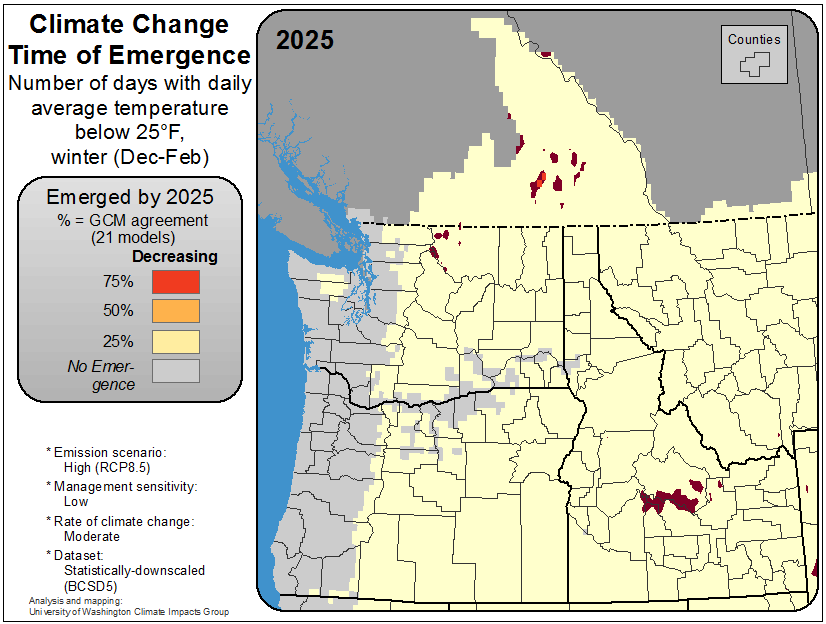 Climate Change
Time of Emergence
Number of days with daily
average temperature
below 25°F,
winter (Dec-Feb)
Emerged by 2025
% = GCM agreement
(21 models)
Decreasing
75%
50%
25%
No Emer-
gence
* Emission scenario:
High (RCP8.5)
* Management sensitivity:
Low
* Rate of climate change:
Moderate
* Dataset:
Statistically-downscaled
(BCSD5)
Analysis and mapping:
University of Washington Climate Impacts Group
2025
Counties